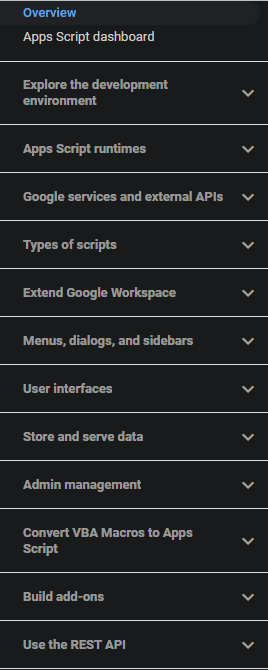 Overview
Apps Script dashboard
Explore the development
environment
Apps Script runtimes
Google services and external APIs
Types of scripts
Extend Google Workspace
Menus, dialogs, and sidebars
User interfaces
Store and serve data
Admin management
Convert VBA Macros to Apps
Script
Build add-ons
Use the REST API